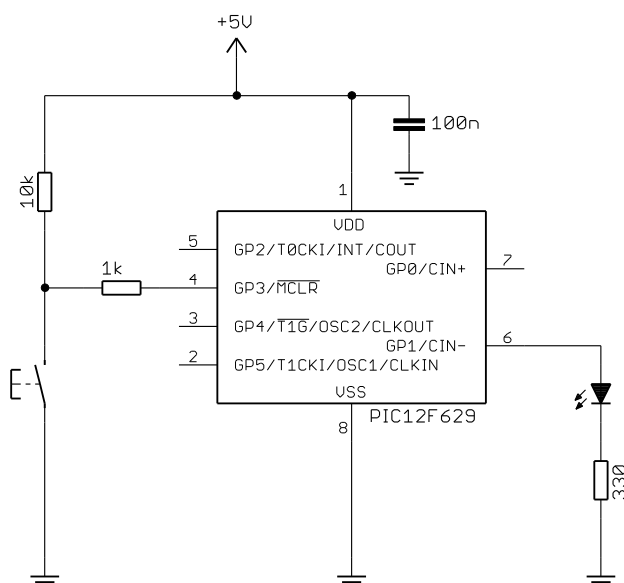 +5V
100n
10k
1
VDD
5
GP2/T0CKI/INT/COUT
GP0/CIN+
7
1k
4
GP3/MCLR
3
GP4/T1G/OSC2/CLKOUT
GP1/CIN-
6
2
GP5/T1CKI/OSC1/CLKIN
VSS
PIC12F629
8
330